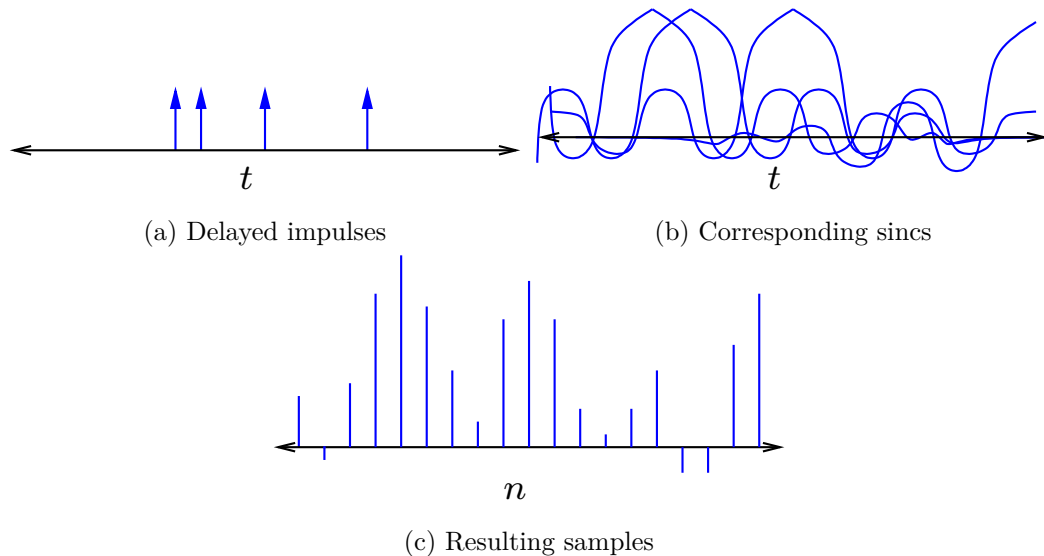 t
t
(a) Delayed impulses
(b) Corresponding sincs
n
(c) Resulting samples